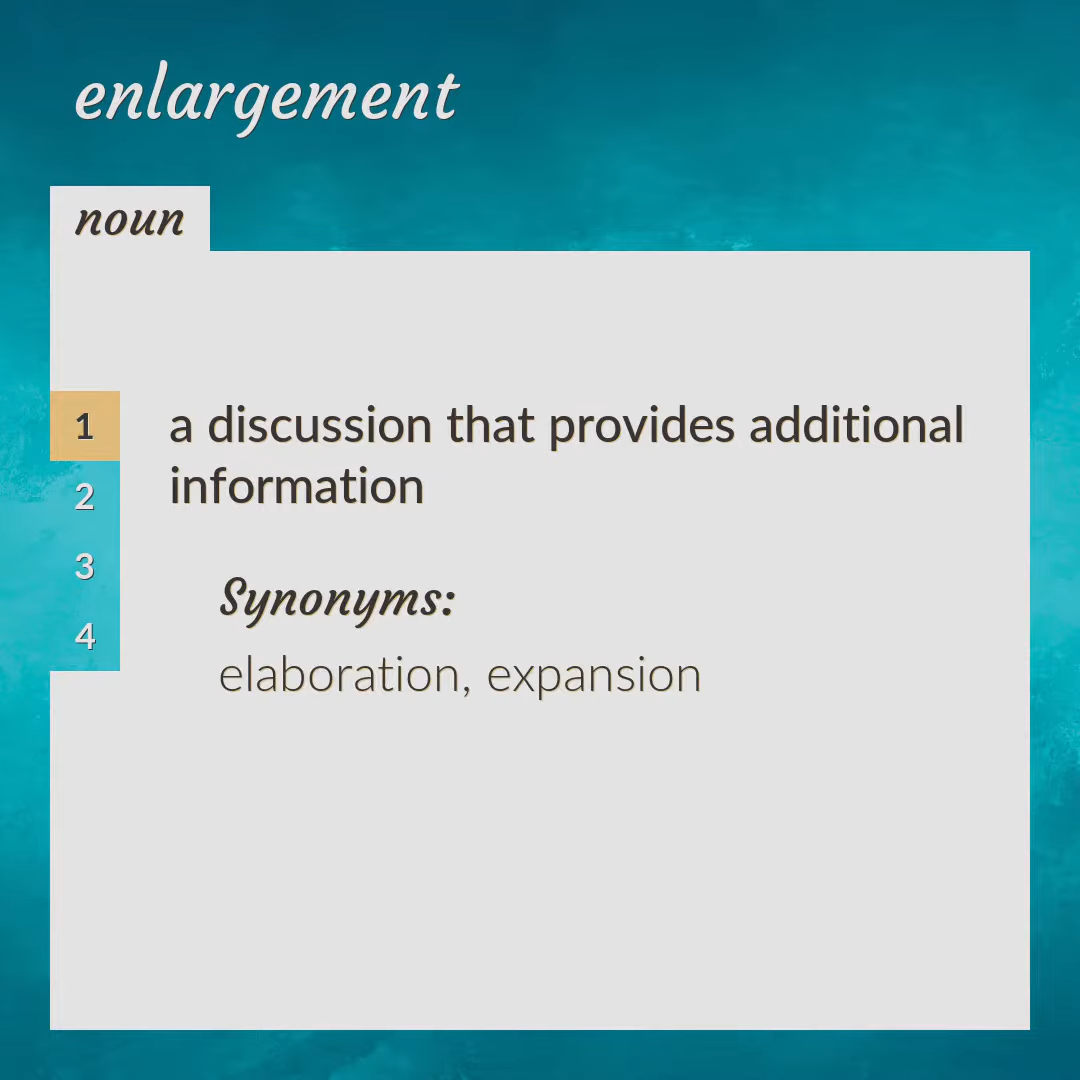 enlargement
noun
1
a discussion that provides additional
information
2
3
4
Synonyms:
elaboration, expansion